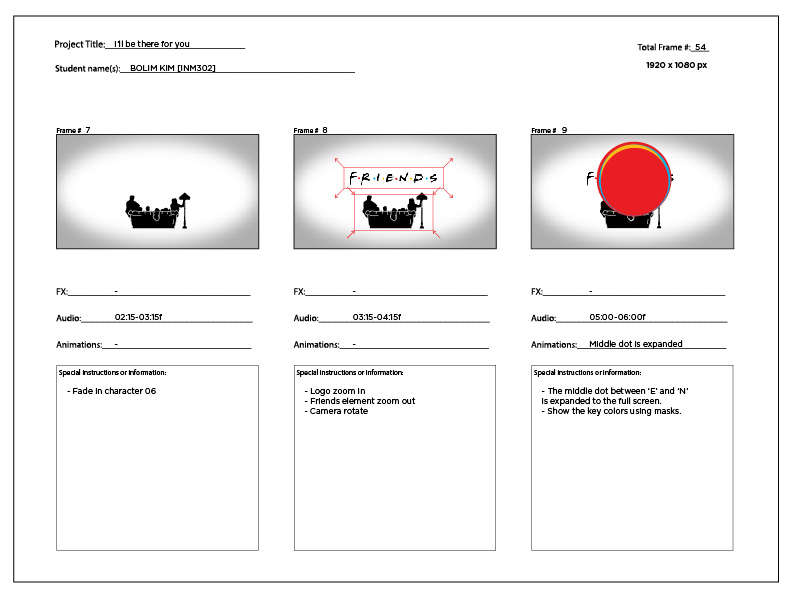 Project Title: I'll be there for you
Total Frame #: 54
Student name(s): BOLIM KIM [INM302]
1920 x 1080 px
Frame # 7
Frame # 8
Frame # 9
F·R·I·E·N·D·S
F· S
FX: -
FX: -
FX: -
Audio: 02:15-03:15f
Audio: 03:15-04:15f
Audio: 05:00-06:00f
Animations: -
Animations: -
Animations: Middle dot is expanded
Special instructions or information:
- Fade in character 06
Special instructions or information:
- Logo zoom in
- Friends element zoom out
- Camera rotate
Special instructions or information:
- The middle dot between 'E' and 'N'
is expanded to the full screen.
- Show the key colors using masks.